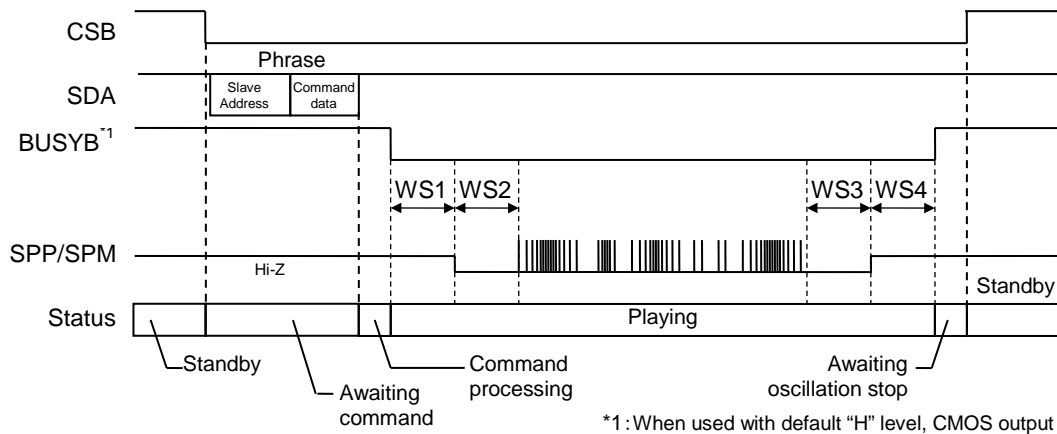 CSB
Phrase
SDA
Slave
Address
Command
data
BUSYB*1
WS1
WS2
WS3
WS4
SPP/SPM
Hi-Z
Standby
Status
Playing
Standby
Awaiting
command
Command
processing
Awaiting
oscillation stop
*1: When used with default “H” level, CMOS output